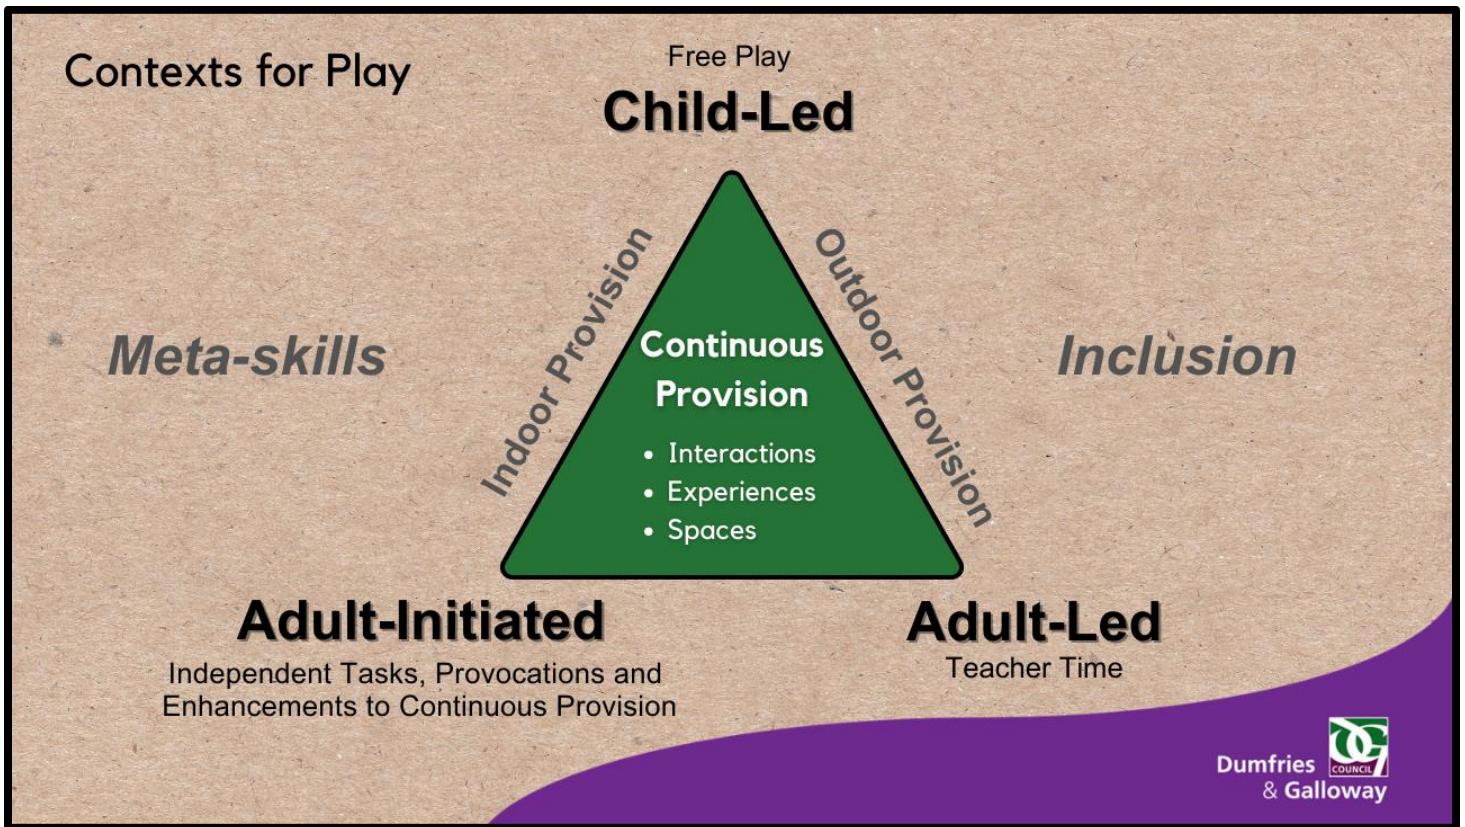 Contexts for Play
Free Play
Child-Led
Indoor Provision
Outdoor Provision
Meta-skills
Inclusion
Continuous
Provision
• Interactions
• Experiences
• Spaces
Adult-Initiated
Independent Tasks, Provocations and
Enhancements to Continuous Provision
Adult-Led
Teacher Time
Dumfries
& Galloway
DG
COUNCIL